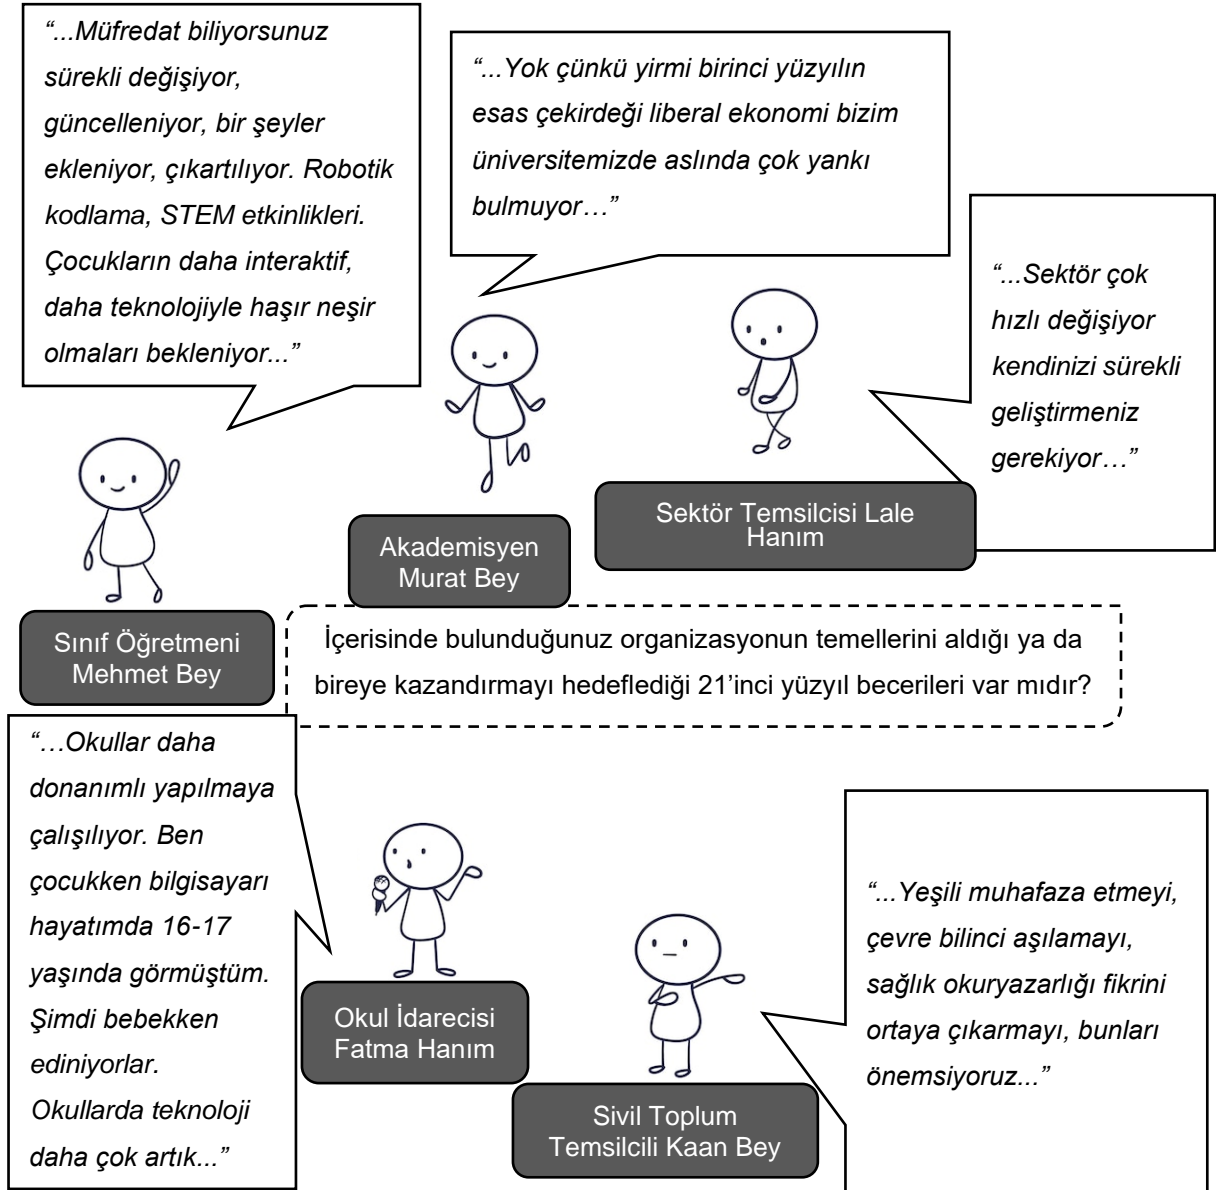 “...Müfredat biliyorsunuz
sürekli değişiyor,
güncelleniyor, bir şeyler
ekleniyor, çıkartılıyor. Robotik
kodlama, STEM etkinlikleri.
Çocukların daha interaktif,
daha teknolojiyle haşır neşir
olmaları bekleniyor...”
“...Yok çünkü yirmi birinci yüzyılın
esas çekirdeği liberal ekonomi bizim
üniversitemizde aslında çok yankı
bulmuyor…”
“...Sektör çok
hızlı değişiyor
kendinizi sürekli
geliştirmeniz
gerekiyor…”
Sektör Temsilcisi Lale
Hanım
Akademisyen
Murat Bey
Sınıf Öğretmeni
Mehmet Bey
İçerisinde bulunduğunuz organizasyonun temellerini aldığı ya da
bireye kazandırmayı hedeflediği 21’inci yüzyıl becerileri var mıdır?
“…Okullar daha
donanımlı yapılmaya
çalışılıyor. Ben
çocukken bilgisayarı
hayatımda 16-17
yaşında görmüştüm.
Şimdi bebekken
ediniyorlar.
Okullarda teknoloji
daha çok artık...”
Okul İdarecisi
Fatma Hanım
“...Yeşili muhafaza etmeyi,
çevre bilinci aşılamayı,
sağlık okuryazarlığı fikrini
ortaya çıkarmayı, bunları
önemsiyoruz...”
Sivil Toplum
Temsilcili Kaan Bey